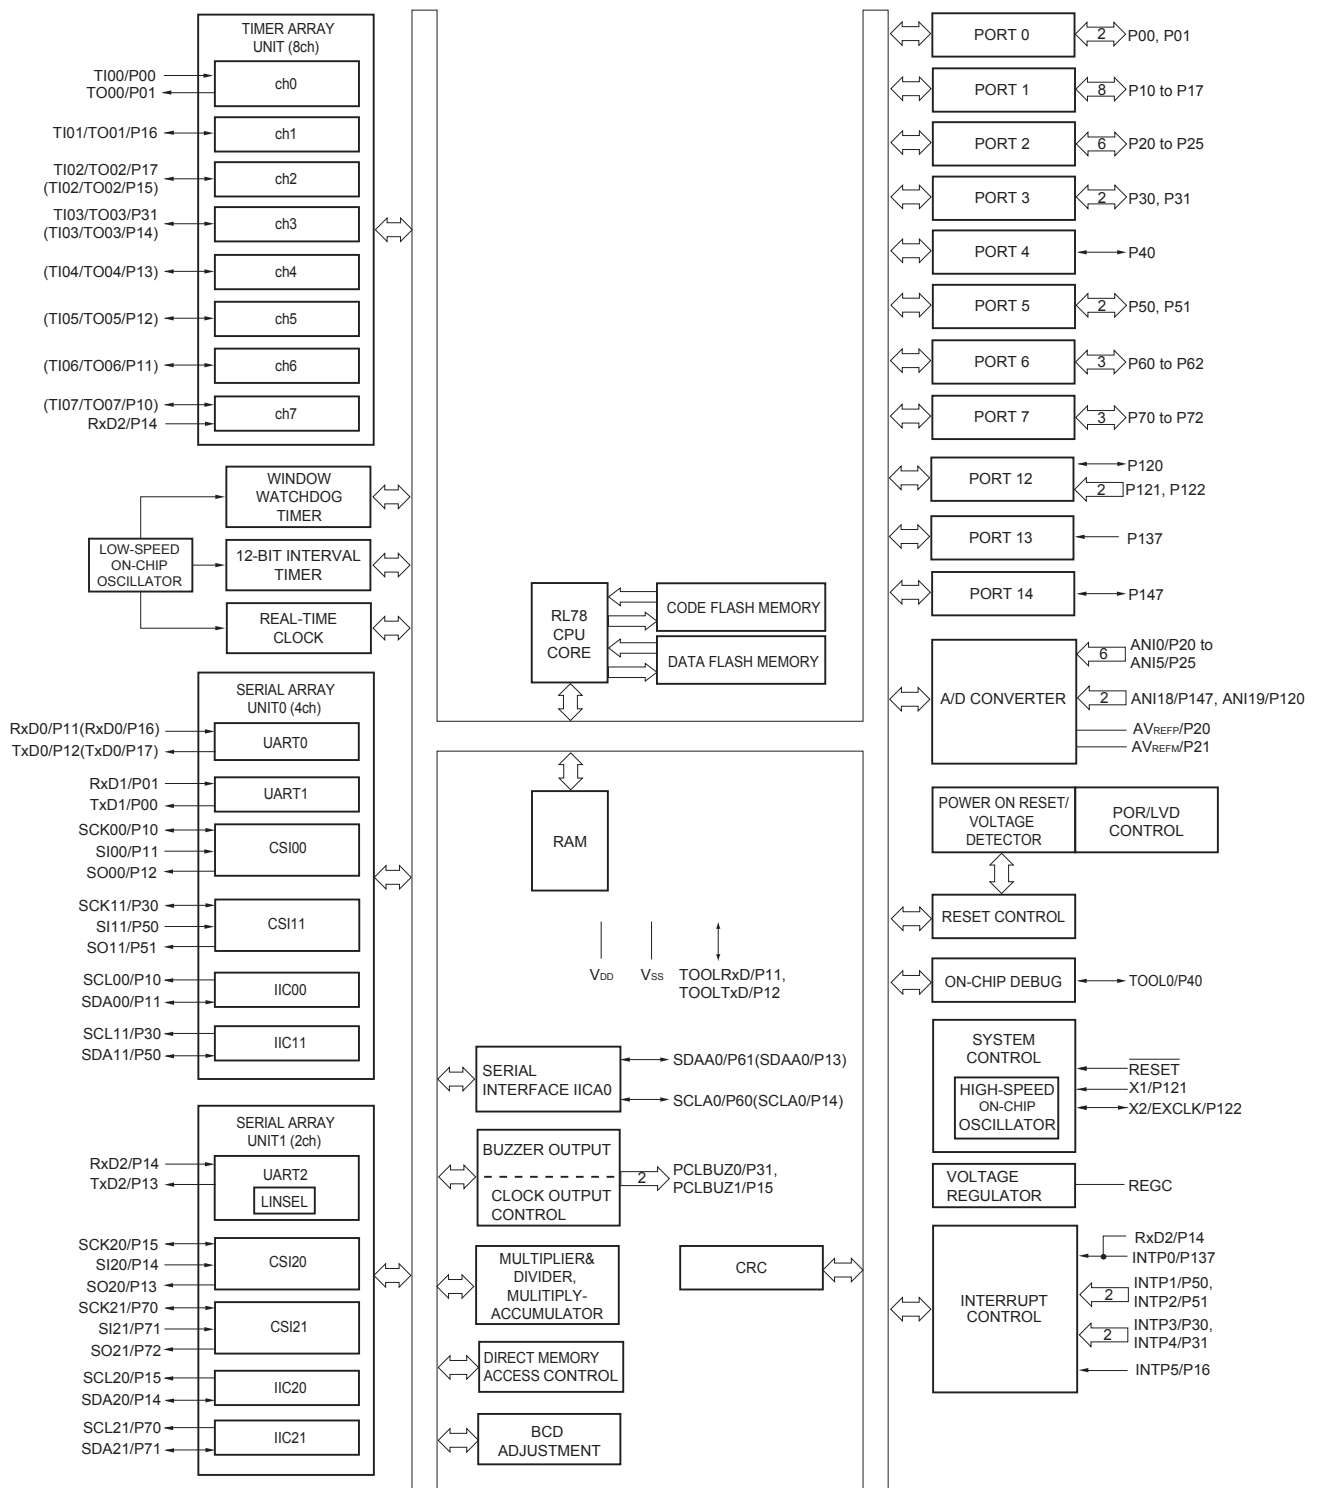 TIMER ARRAY
UNIT (8ch)
TI00/P00
TO00/P01
ch0
TI01/TO01/P16
ch1
TI02/TO02/P17
(TI02/TO02/P15)
ch2
TI03/TO03/P31
(TI03/TO03/P14)
ch3
(TI04/TO04/P13)
ch4
(TI05/TO05/P12)
ch5
(TI06/TO06/P11)
ch6
(TI07/TO07/P10)
RxD2/P14
ch7
WINDOW
WATCHDOG
TIMER
LOW-SPEED
ON-CHIP
OSCILLATOR
12-BIT INTERVAL
TIMER
REAL-TIME
CLOCK
SERIAL ARRAY
UNIT0 (4ch)
RxD0/P11(RxD0/P16)
TxD0/P12(TxD0/P17)
UART0
RxD1/P01
TxD1/P00
UART1
SCK00/P10
SI00/P11
SO00/P12
CSI00
SCK11/P30
SI11/P50
SO11/P51
CSI11
SCL00/P10
SDA00/P11
IIC00
SCL11/P30
SDA11/P50
IIC11
SERIAL ARRAY
UNIT1 (2ch)
RxD2/P14
TxD2/P13
UART2
LINSEL
SCK20/P15
SI20/P14
SO20/P13
CSI20
SCK21/P70
SI21/P71
SO21/P72
CSI21
SCL20/P15
SDA20/P14
IIC20
SCL21/P70
SDA21/P71
IIC21
RL78
CPU
CORE
CODE FLASH MEMORY
DATA FLASH MEMORY
RAM
VDD
VSS
TOOLRxD/P11,
TOOLTxD/P12
SERIAL
INTERFACE IICA0
SDAA0/P61(SDAA0/P13)
SCLA0/P60(SCLA0/P14)
BUZZER OUTPUT
CLOCK OUTPUT
CONTROL
2
PCLBUZ0/P31,
PCLBUZ1/P15
MULTIPLIER&
DIVIDER,
MULITIPLY-
ACCUMULATOR
CRC
DIRECT MEMORY
ACCESS CONTROL
BCD
ADJUSTMENT
PORT 0
2
P00, P01
PORT 1
8
P10 to P17
PORT 2
6
P20 to P25
PORT 3
2
P30, P31
PORT 4
P40
PORT 5
2
P50, P51
PORT 6
3
P60 to P62
PORT 7
3
P70 to P72
PORT 12
P120
2
P121, P122
PORT 13
P137
PORT 14
P147
A/D CONVERTER
6
ANI0/P20 to
ANI5/P25
2
ANI18/P147, ANI19/P120
AVREFP/P20
AVREFM/P21
POWER ON RESET/
VOLTAGE
DETECTOR
POR/LVD
CONTROL
RESET CONTROL
ON-CHIP DEBUG
TOOL0/P40
SYSTEM
CONTROL
HIGH-SPEED
ON-CHIP
OSCILLATOR
RESET
X1/P121
X2/EXCLK/P122
VOLTAGE
REGULATOR
REGC
INTERRUPT
CONTROL
RxD2/P14
INTP0/P137
2
INTP1/P50,
INTP2/P51
2
INTP3/P30,
INTP4/P31
INTP5/P16